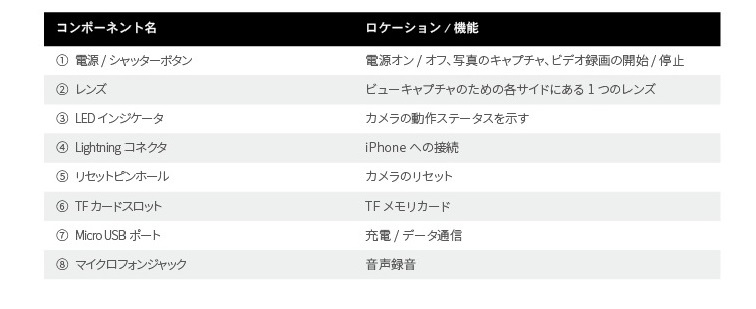 コンポーネント名 ロケーション / 機能
① 電源 / シャッターボタン 電源オン / オフ、写真のキャプチャ、ビデオ録画の開始 / 停止
② レンズ ビューキャプチャのための各サイドにある 1 つのレンズ
③ LED インジケータ カメラの動作ステータスを示す
④ Lightning コネクタ iPhone への接続
⑤ リセットピンホール カメラのリセット
⑥ TF カードスロット TF メモリカード
⑦ Micro USB ポート 充電 / データ通信
⑧ マイクロフォンジャック 音声録音